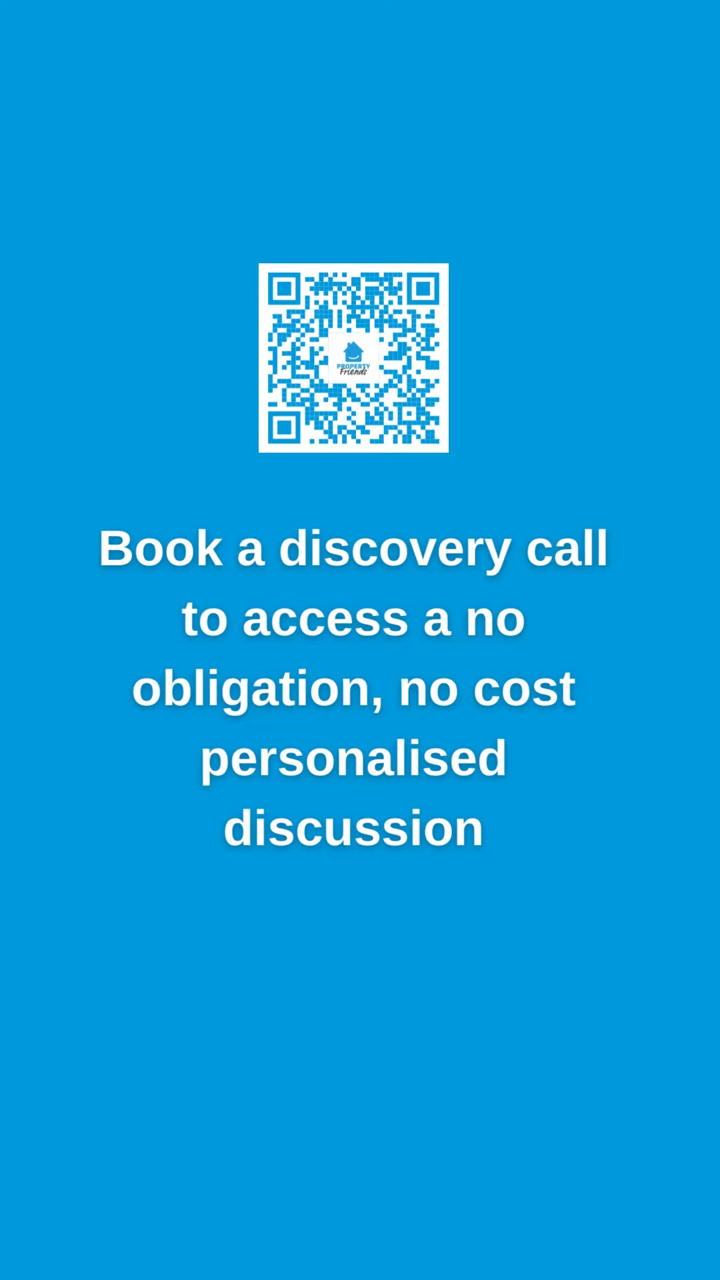 PROPERTY
Friends
Book a discovery call
to access a no
obligation, no cost
personalised
discussion